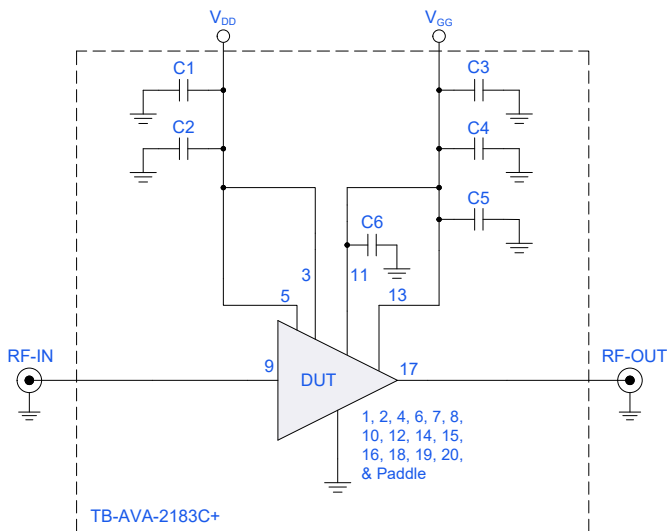 VDD
VGG
C1
C3
C2
C4
C5
C6
3
11
5
13
RF-IN
RF-OUT
9
DUT
17
1, 2, 4, 6, 7, 8,
10, 12, 14, 15,
16, 18, 19, 20,
& Paddle
TB-AVA-2183C+